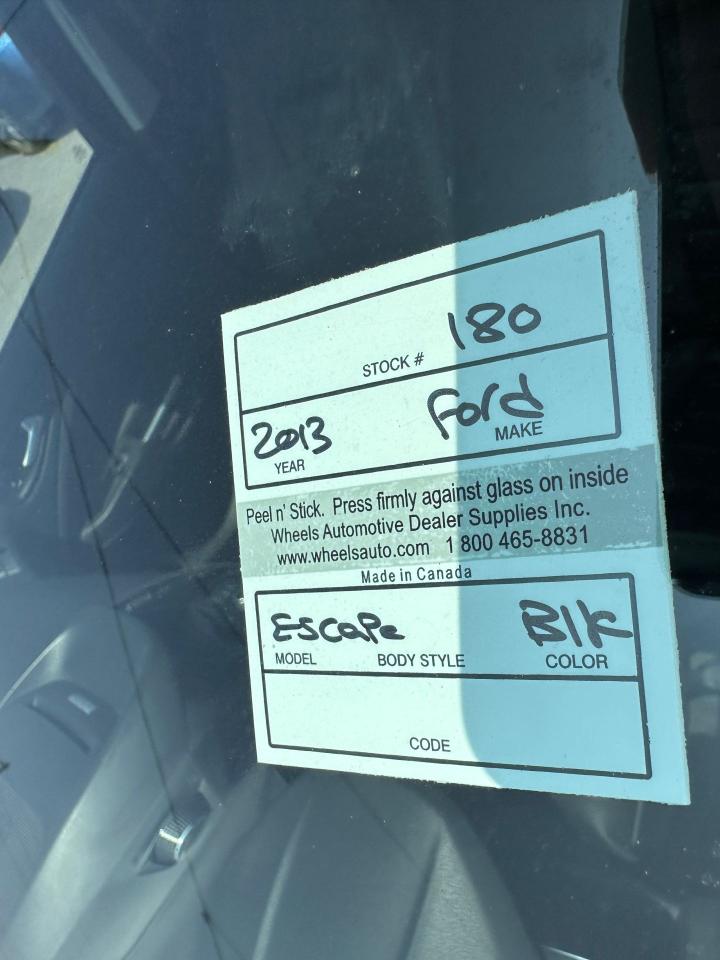 180
STOCK #
2013 Ford
YEAR MAKE
Peel n' Stick. Press firmly against glass on inside
Wheels Automotive Dealer Supplies Inc.
www.wheelsauto.com 1 800 465-8831
Made in Canada
Escape Blk
MODEL BODY STYLE COLOR
CODE